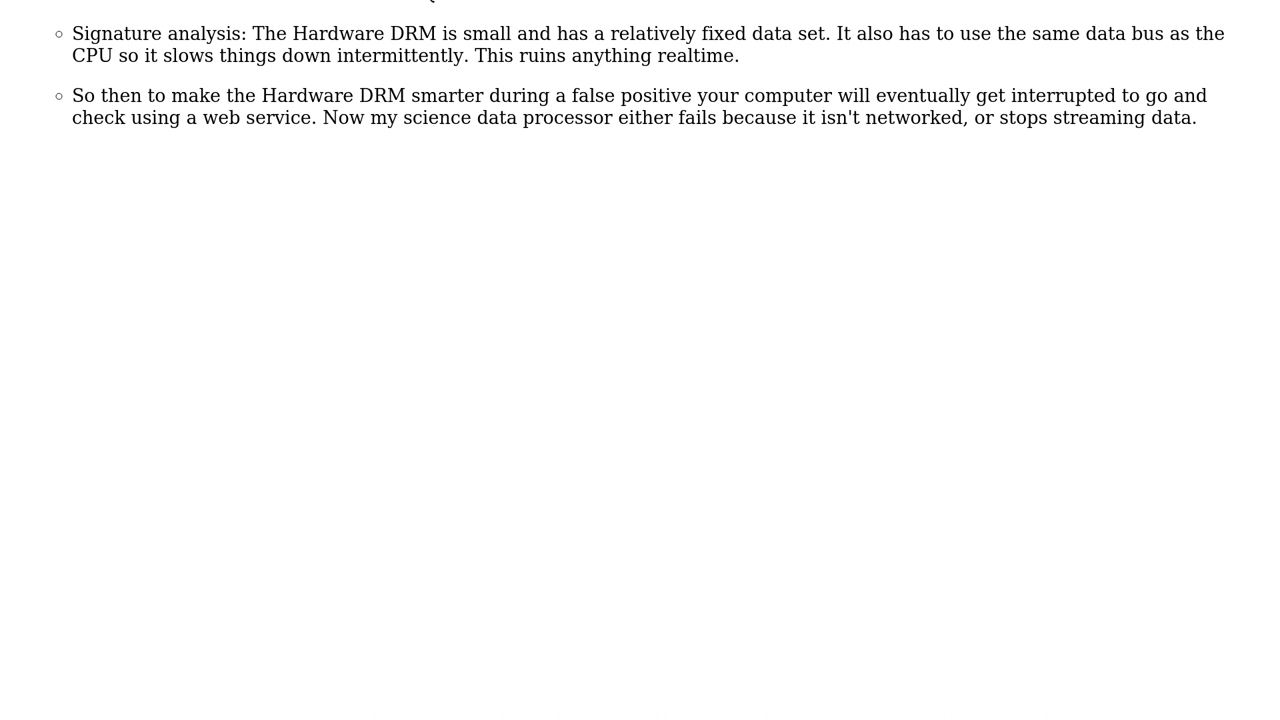 Signature analysis: The Hardware DRM is small and has a relatively fixed data set. It also has to use the same data bus as the
CPU so it slows things down intermittently. This ruins anything realtime.
So then to make the Hardware DRM smarter during a false positive your computer will eventually get interrupted to go and
check using a web service. Now my science data processor either fails because it isn't networked, or stops streaming data.